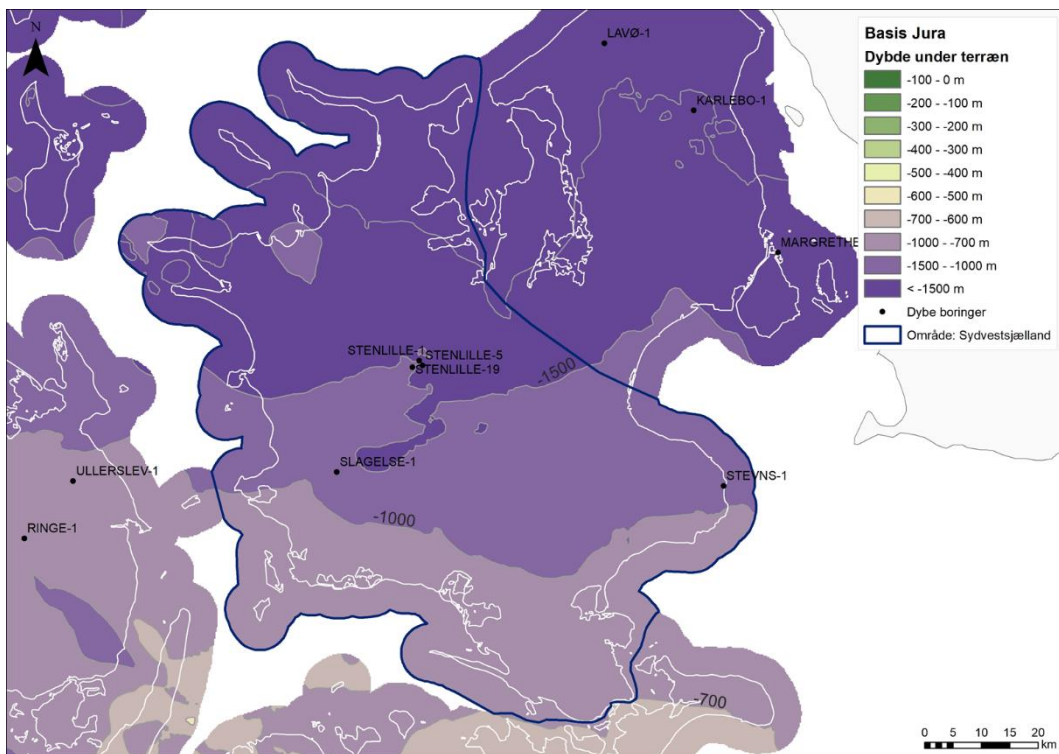 N
LAVØ-1
KARLEBO-1
MARGRETHE
STENLILLE-1
STENLILLE-5
STENLILLE-19
-1500
SLAGELSE-1
STEVNS-1
ULLERSLEV-1
-1000
RINGE-1
-700
Basis Jura
Dybde under terræn
-100 - 0 m
-200 - -100 m
-300 - -200 m
-400 - -300 m
-500 - -400 m
-600 - -500 m
-700 - -600 m
-1000 - -700 m
-1500 - -1000 m
< -1500 m
Dybe boringer
Område: Sydvestsjælland
0 5 10 15 20
km